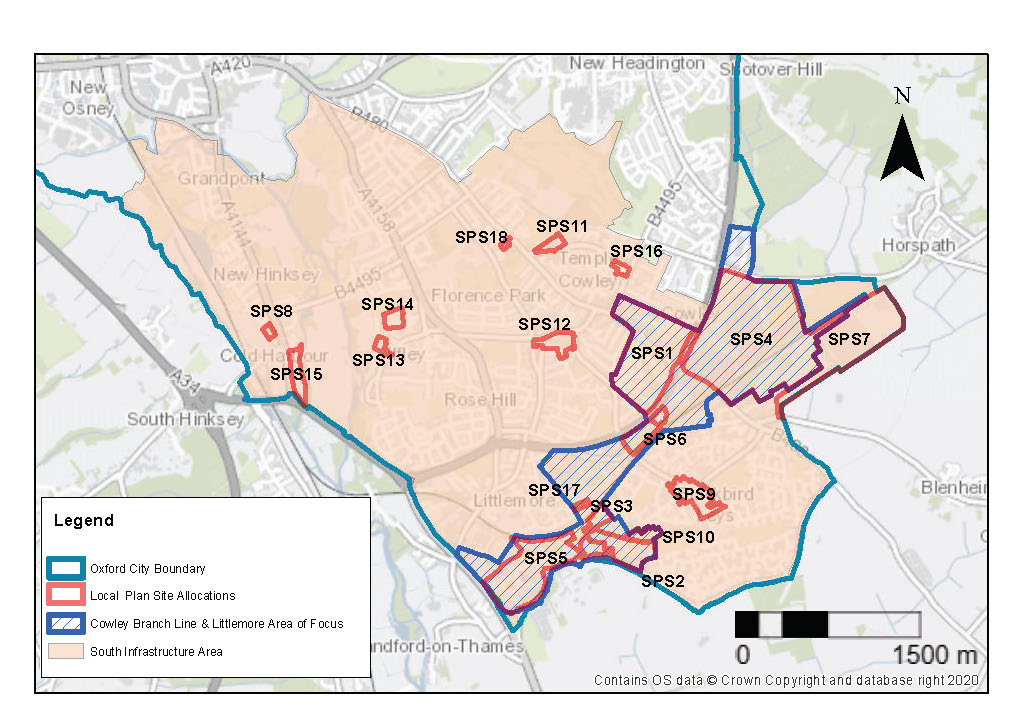 A420
New Headington
Shotover Hill
New
Osney
B480
N
Grandpont
A4158
B4495
A4144
SPS18
SPS11
SPS16
Horspath
Temple
Cowley
New Hinksey
B4495
Florence Park
SPS8
SPS14
SPS12
SPS4
SPS7
SPS1
SPS13
Cold Harbour
SPS15
A34
Rose Hill
South Hinksey
SPS6
SPS17
SPS9
Littlemore
SPS3
SPS10
SPS5
SPS2
Legend
Oxford City Boundary
Local Plan Site Allocations
Cowley Branch Line & Littlemore Area of Focus
South Infrastructure Area
andford-on-Thames
0
1500 m
Contains OS data © Crown Copyright and database right 2020